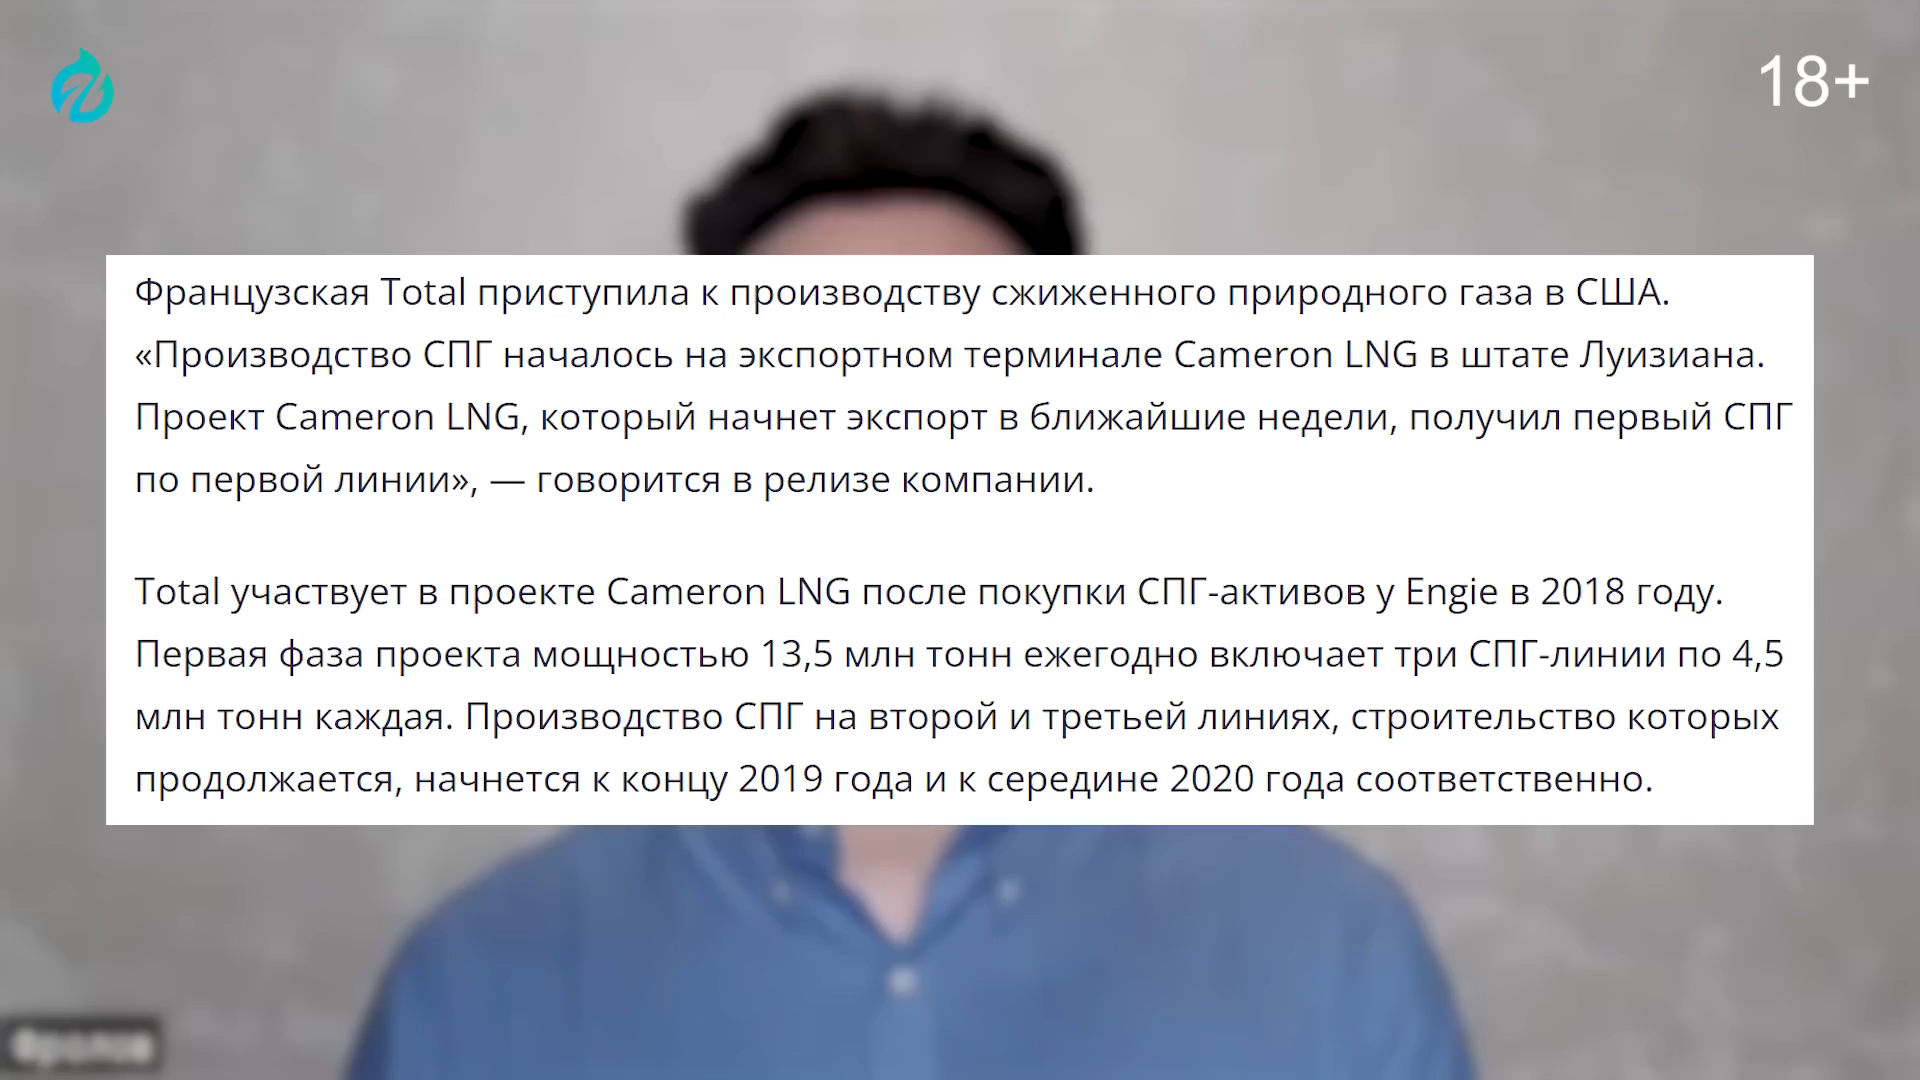 18+
Французская Total приступила к производству сжиженного природного газа в США.
«Производство СПГ началось на экспортном терминале Cameron LNG в штате Луизиана.
Проект Cameron LNG, который начнет экспорт в ближайшие недели, получил первый СПГ
по первой линии», — говорится в релизе компании.
Total участвует в проекте Cameron LNG после покупки СПГ-активов у Engie в 2018 году.
Первая фаза проекта мощностью 13,5 млн тонн ежегодно включает три СПГ-линии по 4,5
млн тонн каждая. Производство СПГ на второй и третьей линиях, строительство которых
продолжается, начнется к концу 2019 года и к середине 2020 года соответственно.
Фролов